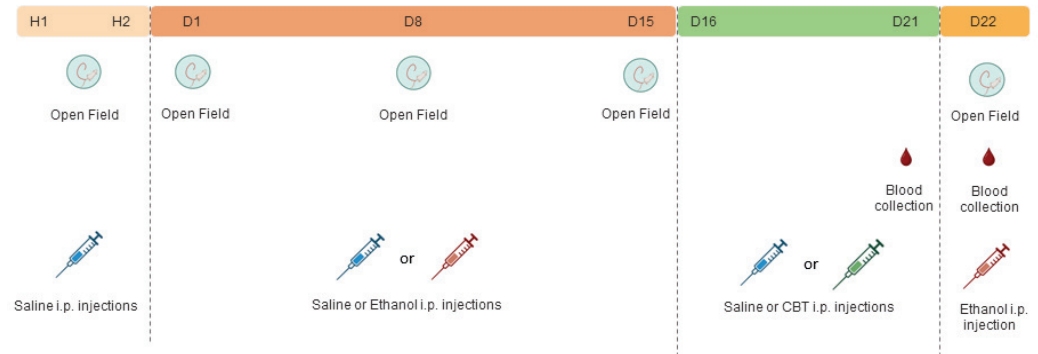 H1 H2 D1 D8 D15 D16 D21 D22
Open Field Open Field Open Field Open Field Open Field
Blood
collection
Blood
collection
or
or
Saline i.p. injections
Saline or Ethanol i.p. injections
Saline or CBT i.p. injections
Ethanol i.p.
injection